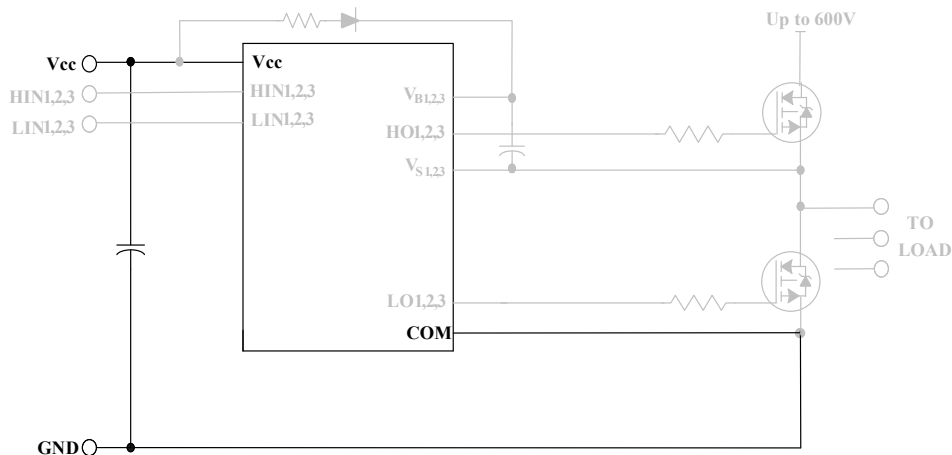 Up to 600V
Vcc
Vcc
HIN1,2,3
HIN1,2,3
VB1,2,3
LIN1,2,3
LIN1,2,3
HO1,2,3
VS1,2,3
TO
LOAD
LO1,2,3
COM
GND